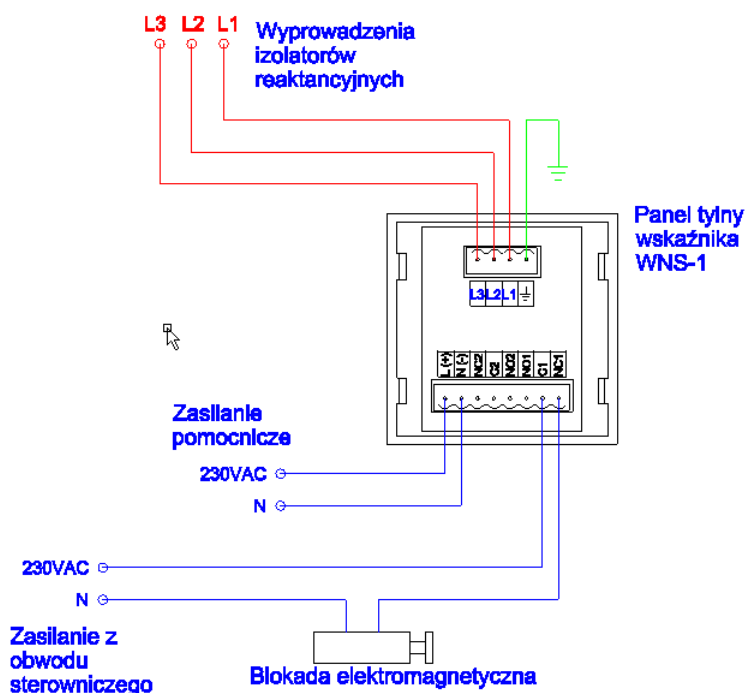 L3 L2 L1
Wyprowadzenia
izolatorów
reaktancyjnych
Panel tylny
wskaźnika
WNS-1
L3 L2 L1
L (+) N (-) NC2 C2 NO2 NO1 C1 NC1
Zasilanie
pomocnicze
230VAC
N
230VAC
N
Zasilanie z
obwodu
sterowniczego
Blokada elektromagnetyczna